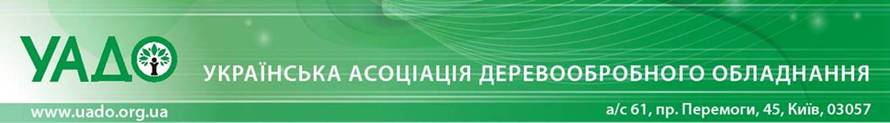 УАДО
УКРАЇНСЬКА АСОЦІАЦІЯ ДЕРЕВООБРОБНОГО ОБЛАДНАННЯ
www.uado.org.ua
а/с 61, пр. Перемоги, 45, Київ, 03057